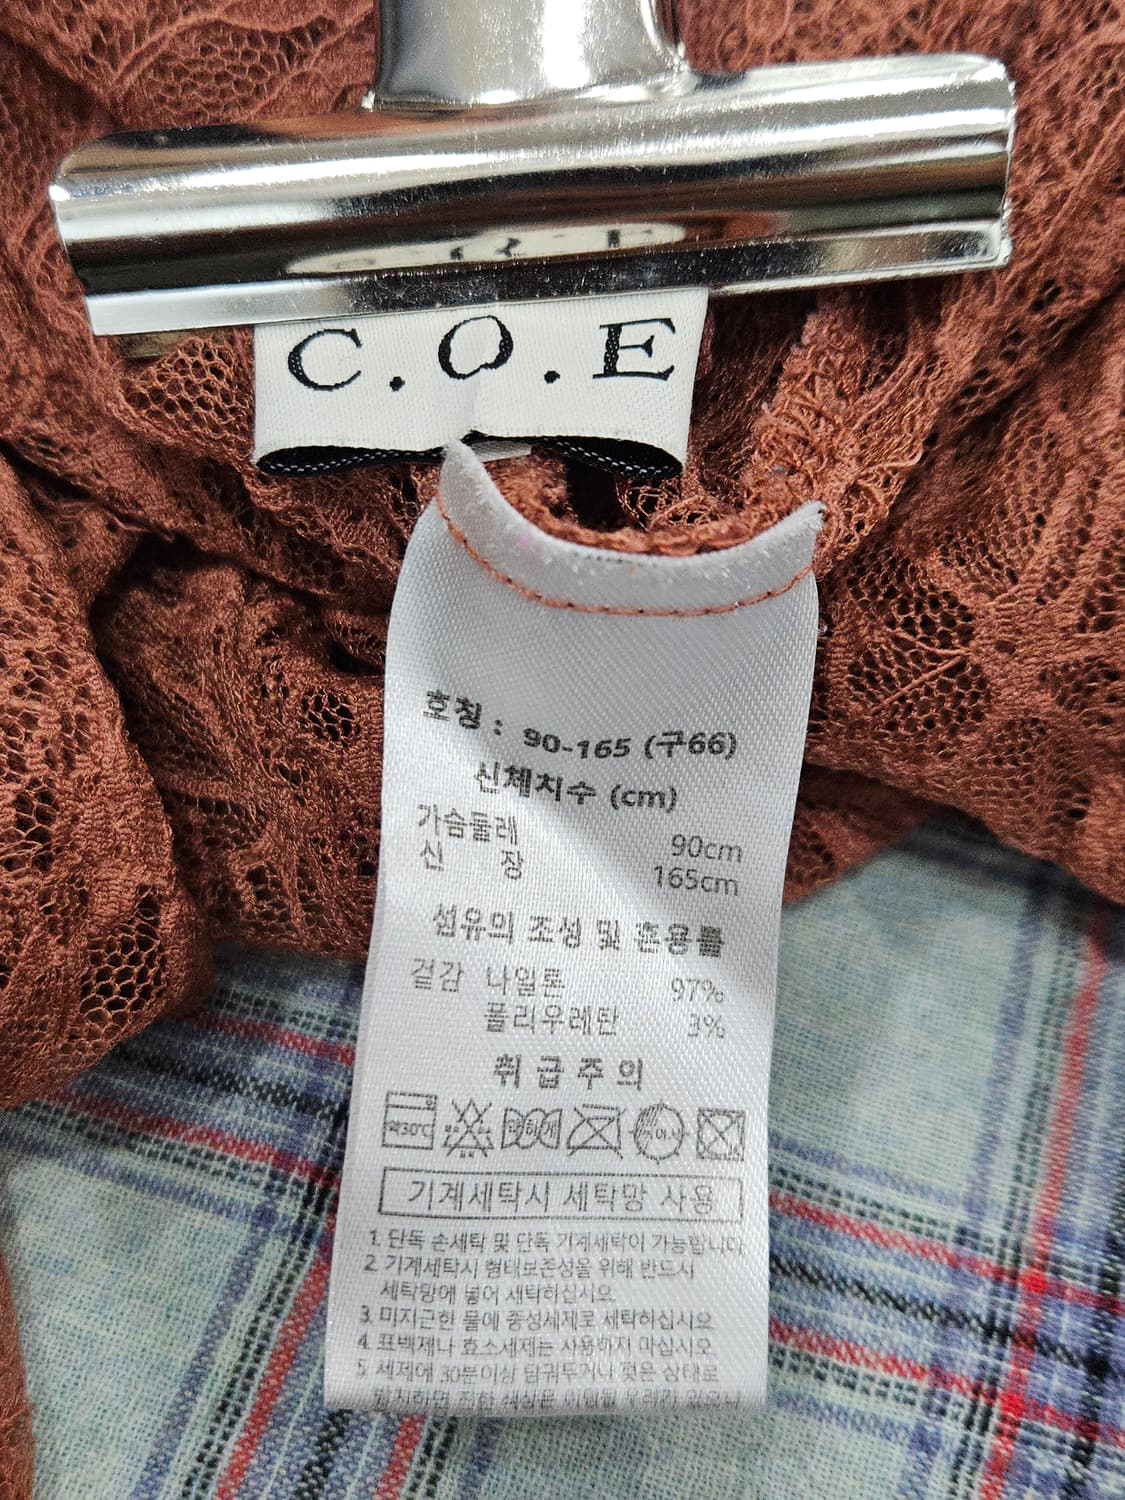 C.O.E
호칭 : 90-165 (구66)
신체치수 (cm)
가슴둘레 90cm
신 장 165cm
섬유의 조성 및 혼용률
겉감 나일론 97%
폴리우레탄 3%
취급주의
약30℃ 약하게
기계세탁시 세탁망 사용
1. 단독 손세탁 및 단독 기계세탁이 가능합니다
2. 기계세탁시 형태보존성을 위해 반드시
세탁망에 넣어 세탁하십시오
3. 미지근한 물에 중성세제로 세탁하십시오
4. 표백제나 효소세제는 사용하지 마십시오
5. 세제에 30분이상 담궈두거나 젖은 상태로